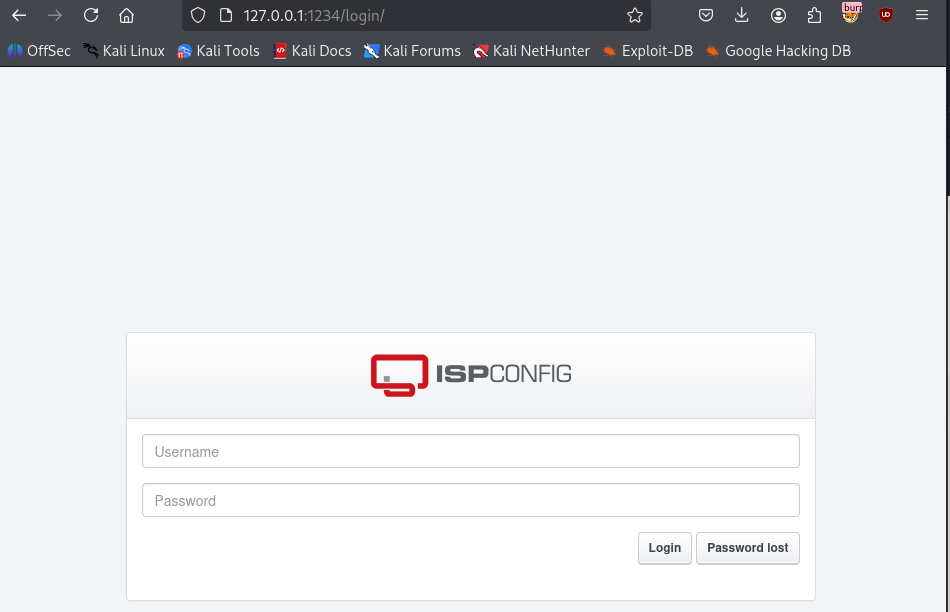 127.0.0.1:1234/login/
burp
UD
OffSec Kali Linux Kali Tools Kali Docs Kali Forums Kali NetHunter Exploit-DB Google Hacking DB
ISPCONFIG
Username
Password
Login Password lost